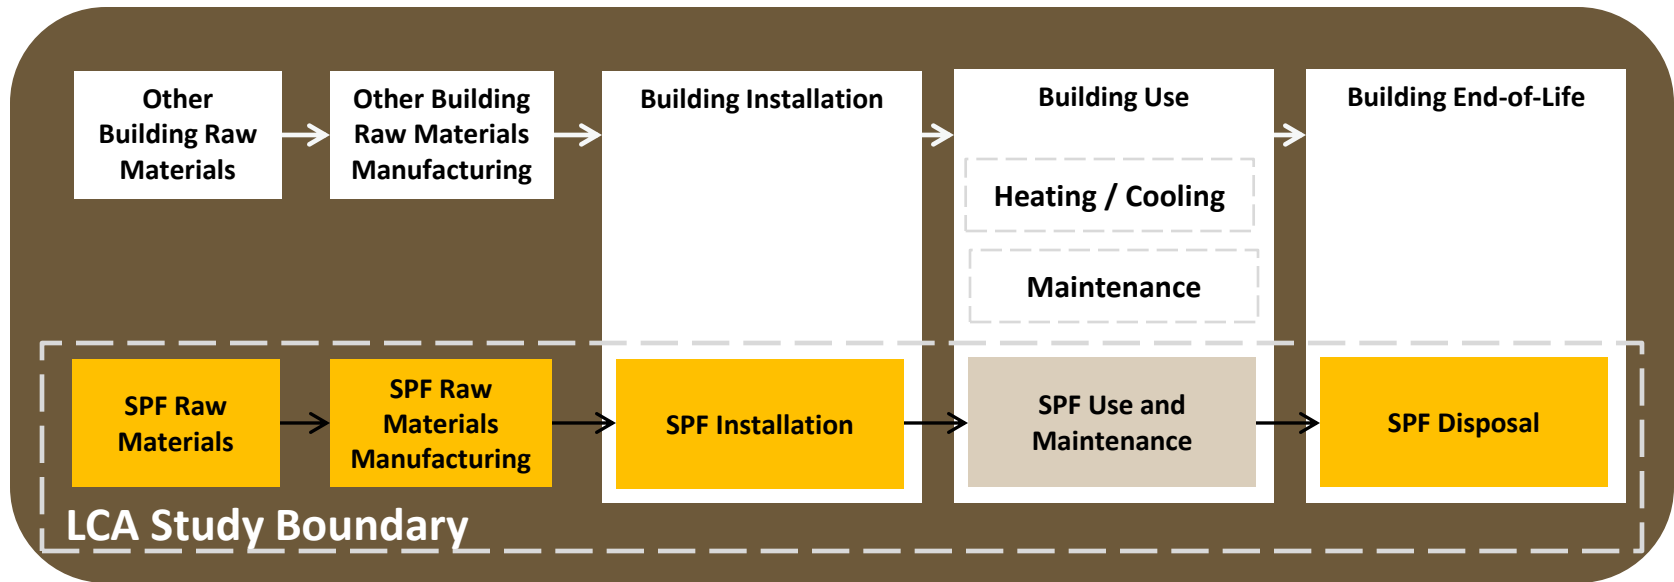 Other
Building Raw
Materials
Other Building
Raw Materials
Manufacturing
Building Installation
Building Use
Heating / Cooling
Maintenance
Building End-of-Life
SPF Raw
Materials
SPF Raw
Materials
Manufacturing
SPF Installation
SPF Use and
Maintenance
SPF Disposal
LCA Study Boundary